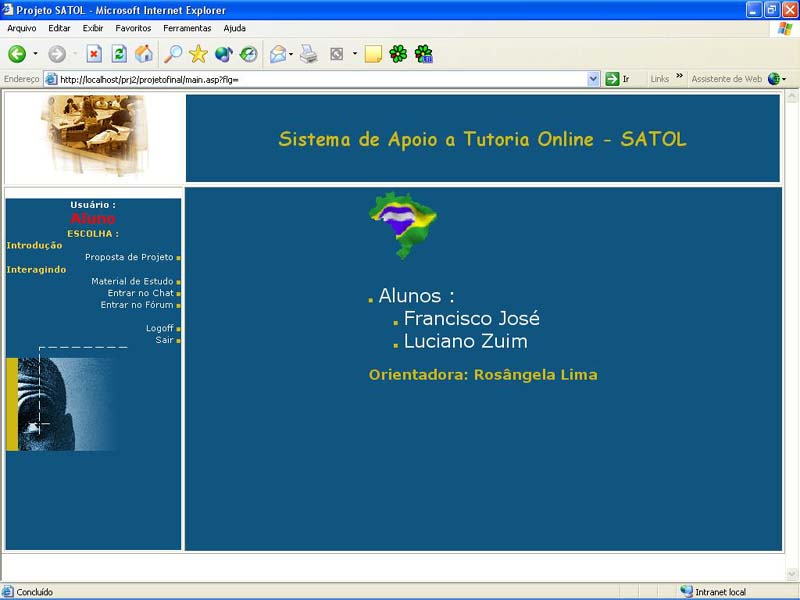 Projeto SATOL - Microsoft Internet Explorer
Arquivo Editar Exibir Favoritos Ferramentas Ajuda
Endereço http://localhost/prj2/projetofinal/main.asp?flg= Ir Links » Assistente de Web
Sistema de Apoio a Tutoria Online - SATOL
Usuário :
Aluno
ESCOLHA :
Introdução
Proposta de Projeto
Interagindo
Material de Estudo
Entrar no Chat
Entrar no Fórum
Logoff
Sair
Alunos :
Francisco José
Luciano Zuim
Orientadora: Rosângela Lima
Concluído Intranet local